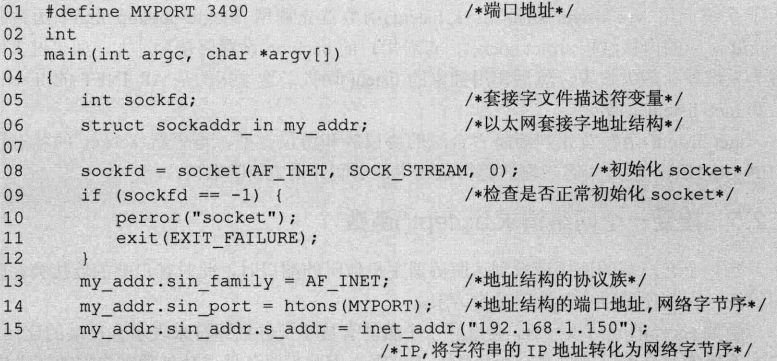 01 #define MYPORT 3490 /*端口地址*/
02 int
03 main(int argc, char *argv[])
04 {
05 int sockfd; /*套接字文件描述符变量*/
06 struct sockaddr_in my_addr; /*以太网套接字地址结构*/
07
08 sockfd = socket(AF_INET, SOCK_STREAM, 0); /*初始化 socket*/
09 if (sockfd == -1) { /*检查是否正常初始化 socket*/
10 perror("socket");
11 exit(EXIT_FAILURE);
12 }
13 my_addr.sin_family = AF_INET; /*地址结构的协议族*/
14 my_addr.sin_port = htons(MYPORT); /*地址结构的端口地址,网络字节序*/
15 my_addr.sin_addr.s_addr = inet_addr("192.168.1.150");
/*IP,将字符串的 IP 地址转化为网络字节序*/